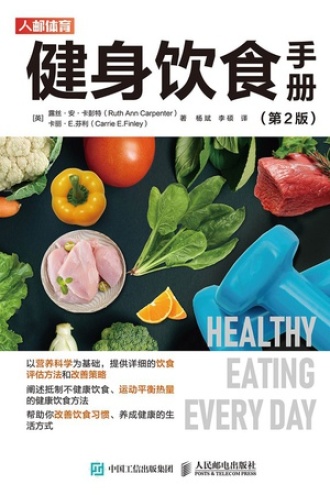 人邮体育
健身饮食手册
（第2版）
[英] 露丝·安·卡彭特（Ruth Ann Carpenter）
卡丽·E.芬利（Carrie E.Finley） 著 杨斌 李硕 译
HEALTHY
EATING
EVERY DAY
以营养科学为基础，提供详细的饮食
评估方法和改善策略
阐述抵制不健康饮食、运动平衡热量
的健康饮食方法
帮助你改善饮食习惯、养成健康的生
活方式
中国工信出版集团
人民邮电出版社